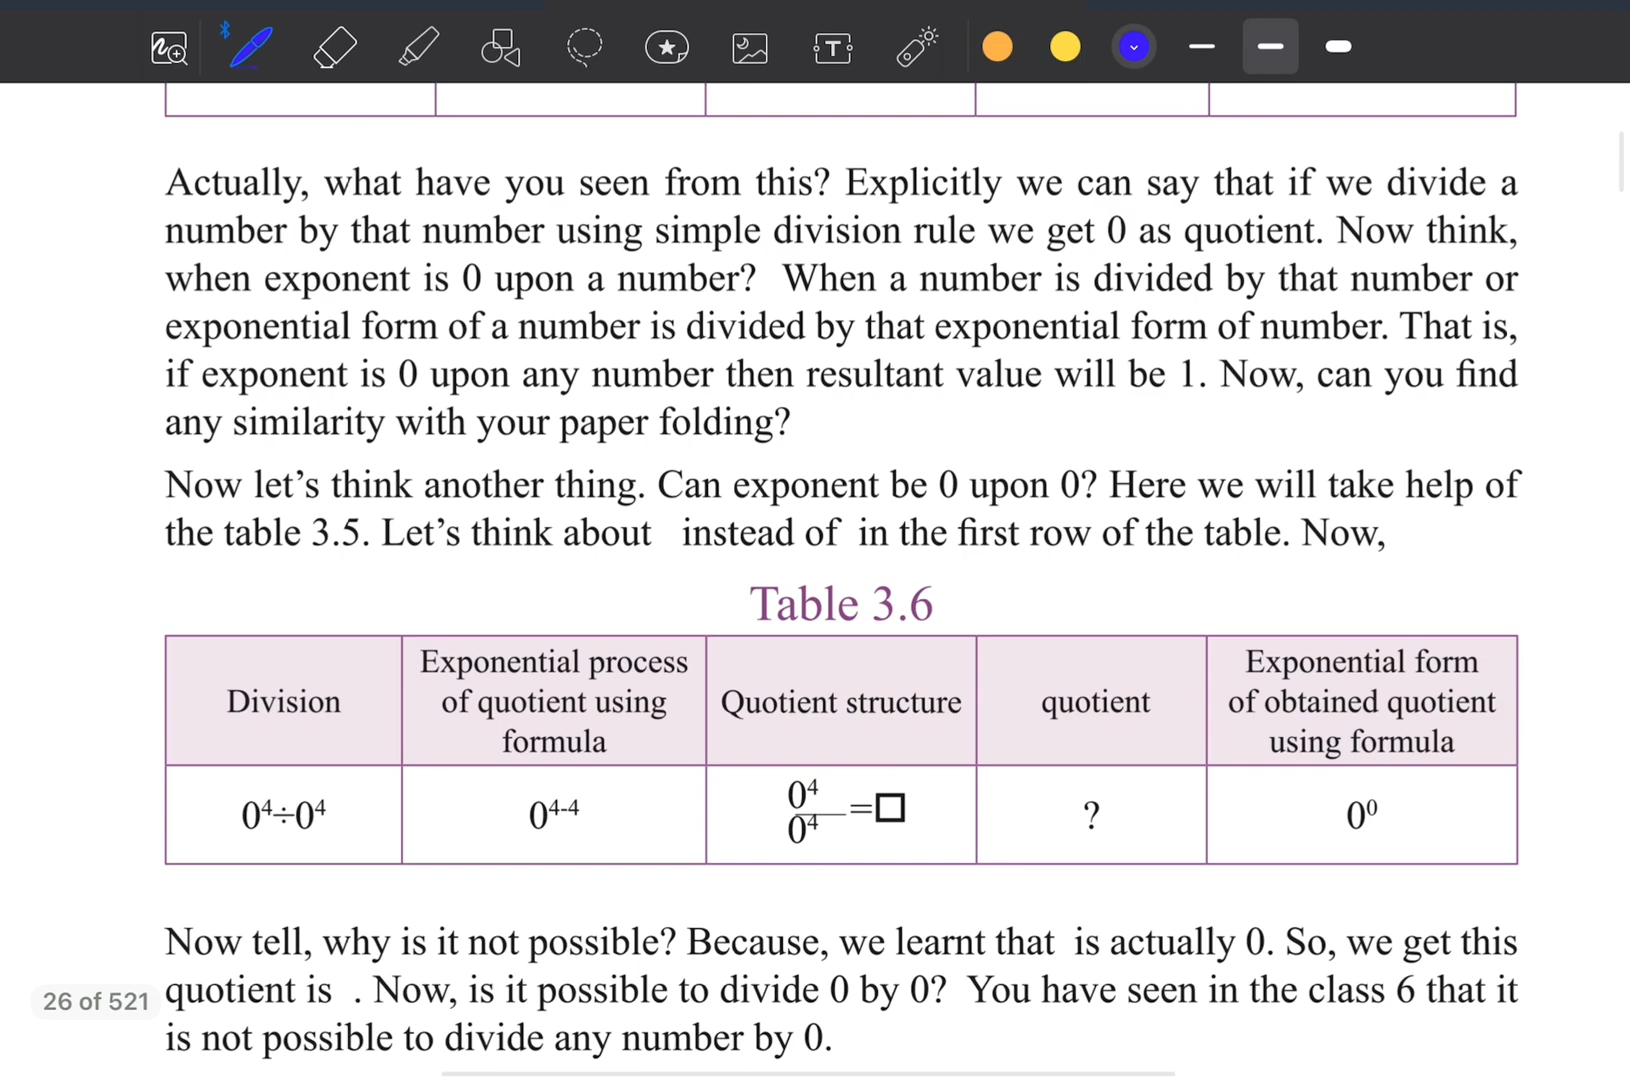 T
Actually, what have you seen from this? Explicitly we can say that if we divide a
number by that number using simple division rule we get 0 as quotient. Now think,
when exponent is 0 upon a number? When a number is divided by that number or
exponential form of a number is divided by that exponential form of number. That is,
if exponent is 0 upon any number then resultant value will be 1. Now, can you find
any similarity with your paper folding?
Now let’s think another thing. Can exponent be 0 upon 0? Here we will take help of
the table 3.5. Let’s think about instead of in the first row of the table. Now,
Table 3.6
Division
Exponential process
of quotient using
formula
Quotient structure
quotient
Exponential form
of obtained quotient
using formula
0⁴÷0⁴
0⁴⁻⁴
0⁴
0⁴
=□
?
0⁰
Now tell, why is it not possible? Because, we learnt that is actually 0. So, we get this
quotient is . Now, is it possible to divide 0 by 0? You have seen in the class 6 that it
is not possible to divide any number by 0.
26 of 521